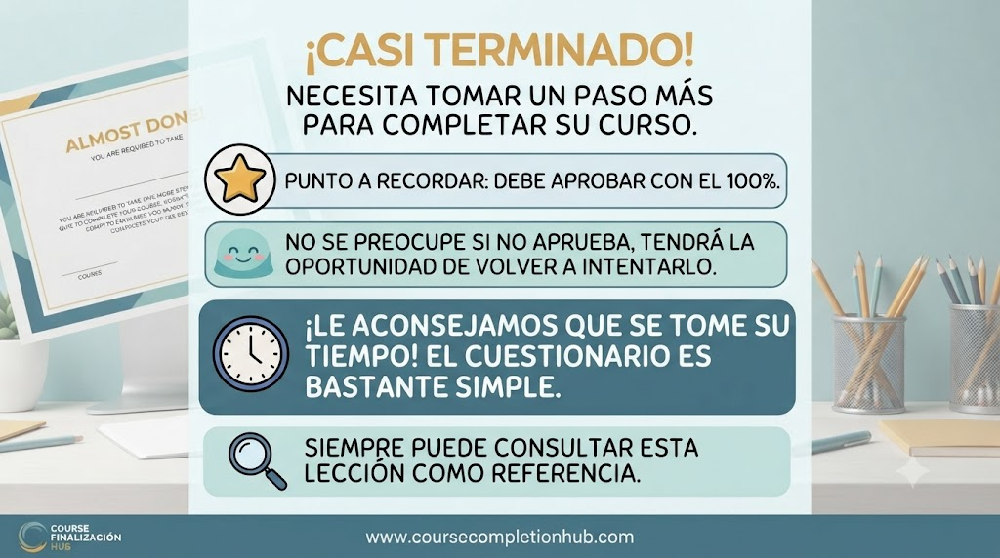 ¡CASI TERMINADO!
NECESITA TOMAR UN PASO MÁS
PARA COMPLETAR SU CURSO.
PUNTO A RECORDAR: DEBE APROBAR CON EL 100%.
NO SE PREOCUPE SI NO APRUEBA, TENDRÁ LA
OPORTUNIDAD DE VOLVER A INTENTARLO.
¡LE ACONSEJAMOS QUE SE TOME SU
TIEMPO! EL CUESTIONARIO ES
BASTANTE SIMPLE.
SIEMPRE PUEDE CONSULTAR ESTA
LECCIÓN COMO REFERENCIA.
ALMOST DONE!
YOU ARE REQUIRED TO TAKE
COURSE
FINALIZACIÓN
HUB
www.coursecompletionhub.com